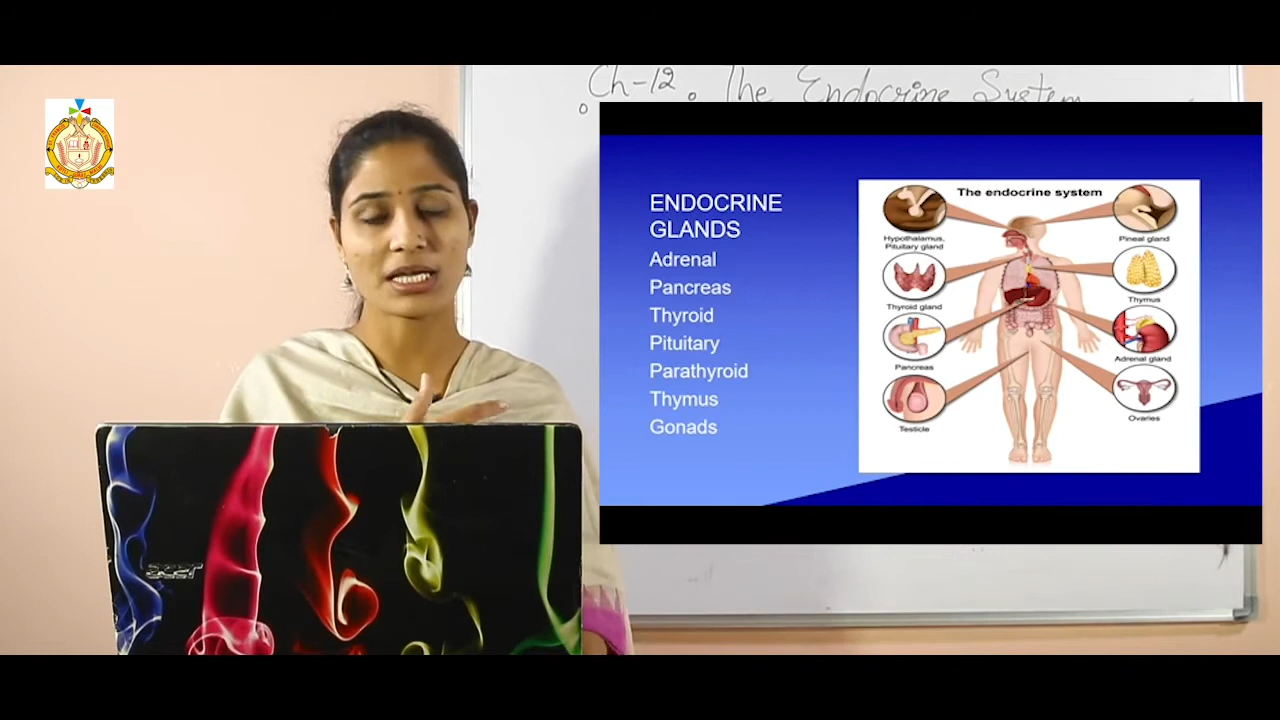 Ch-12 The Endocrine System
ENDOCRINE
GLANDS
Adrenal
Pancreas
Thyroid
Pituitary
Parathyroid
Thymus
Gonads
The endocrine system
Hypothalamus,
Pituitary gland
Thyroid gland
Pancreas
Testicle
Pineal gland
Thymus
Adrenal gland
Ovaries
acer